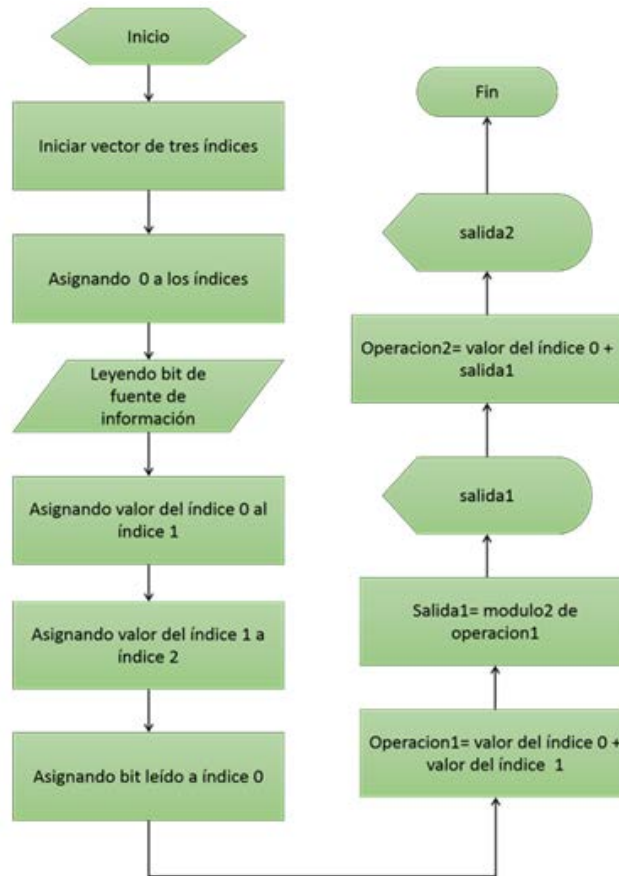 Inicio
Iniciar vector de tres índices
Asignando 0 a los índices
Leyendo bit de
fuente de
información
Asignando valor del índice 0 al
índice 1
Asignando valor del índice 1 a
índice 2
Asignando bit leído a índice 0
Operacion1= valor del índice 0 +
valor del índice 1
Salida1= modulo2 de
operacion1
salida1
Operacion2= valor del índice 0 +
salida1
salida2
Fin